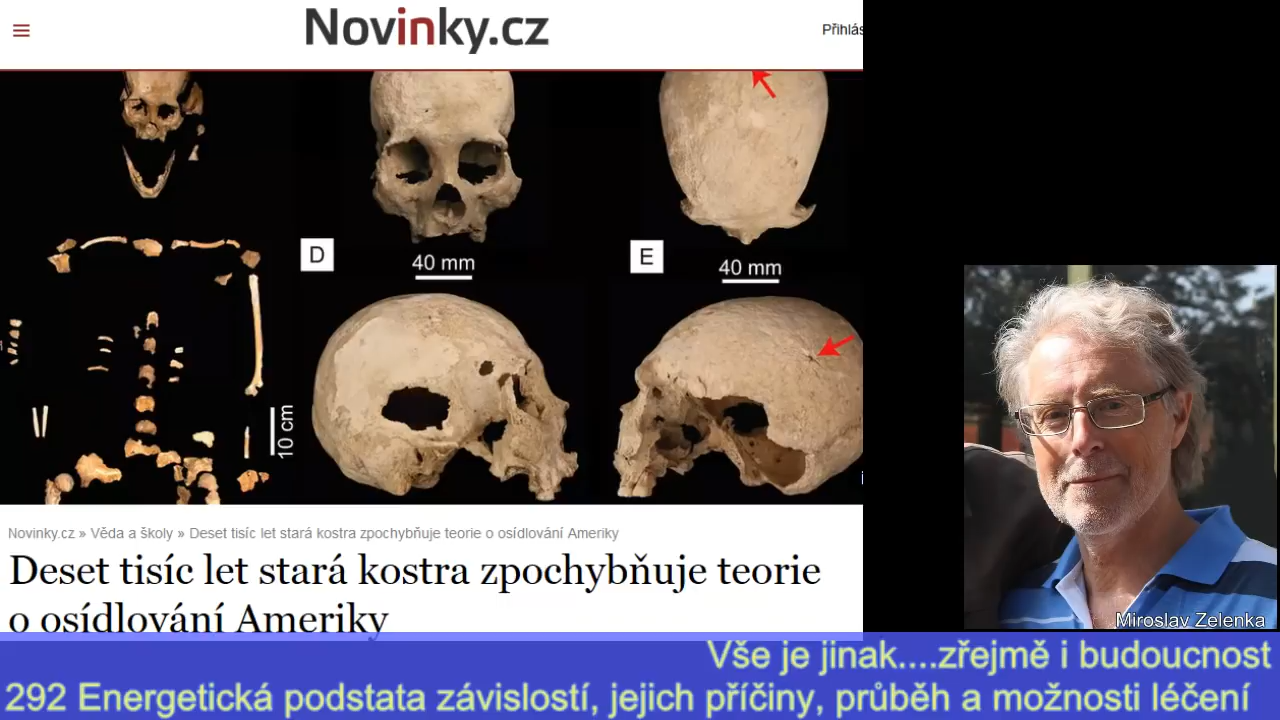 Novinky.cz
Přihlás
D
40 mm
E
40 mm
10 cm
Novinky.cz » Věda a školy » Deset tisíc let stará kostra zpochybňuje teorie o osídlování Ameriky
Deset tisíc let stará kostra zpochybňuje teorie
o osídlování Ameriky
Miroslav Zelenka
Vše je jinak....zřejmě i budoucnost
292 Energetická podstata závislostí, jejich příčiny, průběh a možnosti léčení